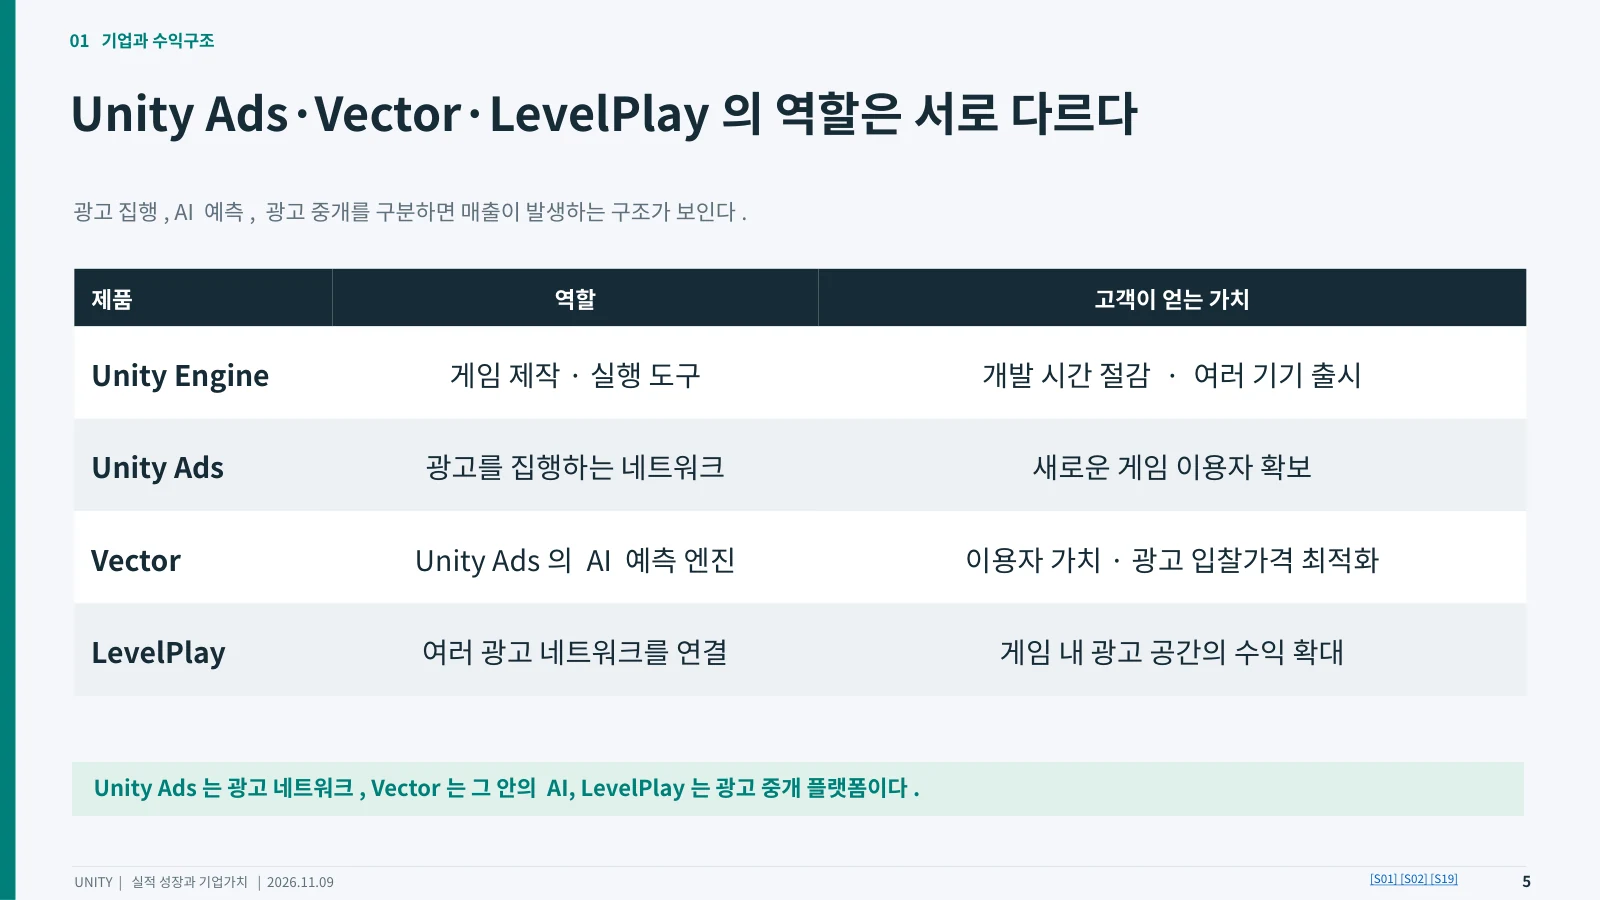 01 기업과 수익구조
Unity Ads·Vector·LevelPlay 의 역할은 서로 다르다
광고 집행 , AI 예측 , 광고 중개를 구분하면 매출이 발생하는 구조가 보인다 .
제품 역할 고객이 얻는 가치
Unity Engine 게임 제작 · 실행 도구 개발 시간 절감 · 여러 기기 출시
Unity Ads 광고를 집행하는 네트워크 새로운 게임 이용자 확보
Vector Unity Ads 의 AI 예측 엔진 이용자 가치 · 광고 입찰가격 최적화
LevelPlay 여러 광고 네트워크를 연결 게임 내 광고 공간의 수익 확대
Unity Ads 는 광고 네트워크 , Vector 는 그 안의 AI, LevelPlay 는 광고 중개 플랫폼이다 .
UNITY | 실적 성장과 기업가치 | 2026.11.09 [S01] [S02] [S19] 5